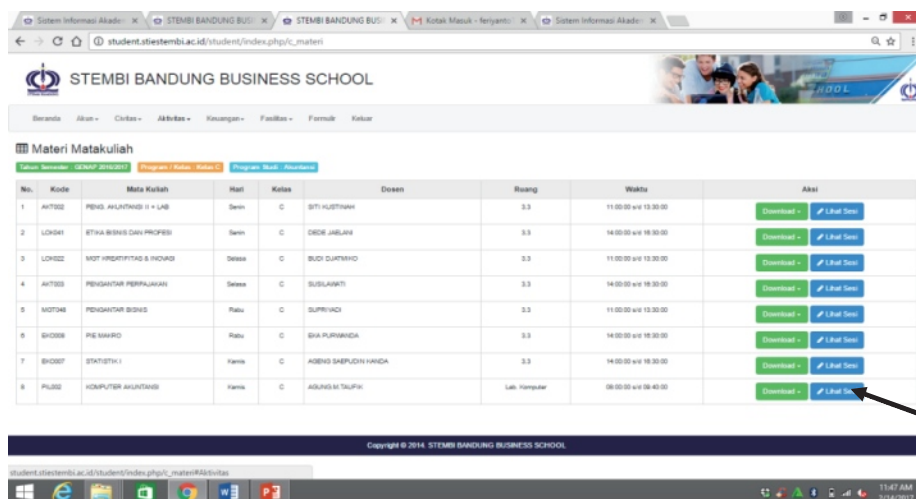 Sistem Informasi Akade
STEMBI BANDUNG BUSI
STEMBI BANDUNG BUSI
Kotak Masuk - feriyanto
Sistem Informasi Akade
student.stiestembi.ac.id/student/index.php/c_materi
STEMBI BANDUNG BUSINESS SCHOOL
Beranda Akun Civitas Aktivitas Keuangan Fasilitas Formulir Keluar
Materi Matakuliah
Tahun Semester : GENAP 2016/2017 Program / Kelas : Kelas C Program Studi : Akuntansi
No. Kode Mata Kuliah Hari Kelas Dosen Ruang Waktu Aksi
1 AKT002 PENG. AKUNTANSI II + LAB Senin C SITI KUSTINAH 3.3 11:00:00 s/d 13:30:00 Download Lihat Sesi
2 LOK041 ETIKA BISNIS DAN PROFESI Senin C DEDE JAELANI 3.3 14:00:00 s/d 16:30:00 Download Lihat Sesi
3 LOK022 MGT KREATIFITAS & INOVASI Selasa C BUDI DJATMIKO 3.3 11:00:00 s/d 13:30:00 Download Lihat Sesi
4 AKT003 PENGANTAR PERPAJAKAN Selasa C SUSILAWATI 3.3 14:00:00 s/d 16:30:00 Download Lihat Sesi
5 MGT048 PENGANTAR BISNIS Rabu C SUPRIYADI 3.3 11:00:00 s/d 13:30:00 Download Lihat Sesi
6 EKO008 PIE MAKRO Rabu C EKA PURWANDA 3.3 14:00:00 s/d 16:30:00 Download Lihat Sesi
7 EKO007 STATISTIK I Kamis C AGENG SAEPUDIN KANDA 3.3 14:00:00 s/d 16:30:00 Download Lihat Sesi
8 PIL002 KOMPUTER AKUNTANSI Kamis C AGUNG.M.TAUFIK Lab. Komputer 08:00:00 s/d 08:40:00 Download Lihat
Copyright © 2014. STEMBI BANDUNG BUSINESS SCHOOL.
student.stiestembi.ac.id/student/index.php/c_materi#Aktivitas
11:47 AM
2/14/2017